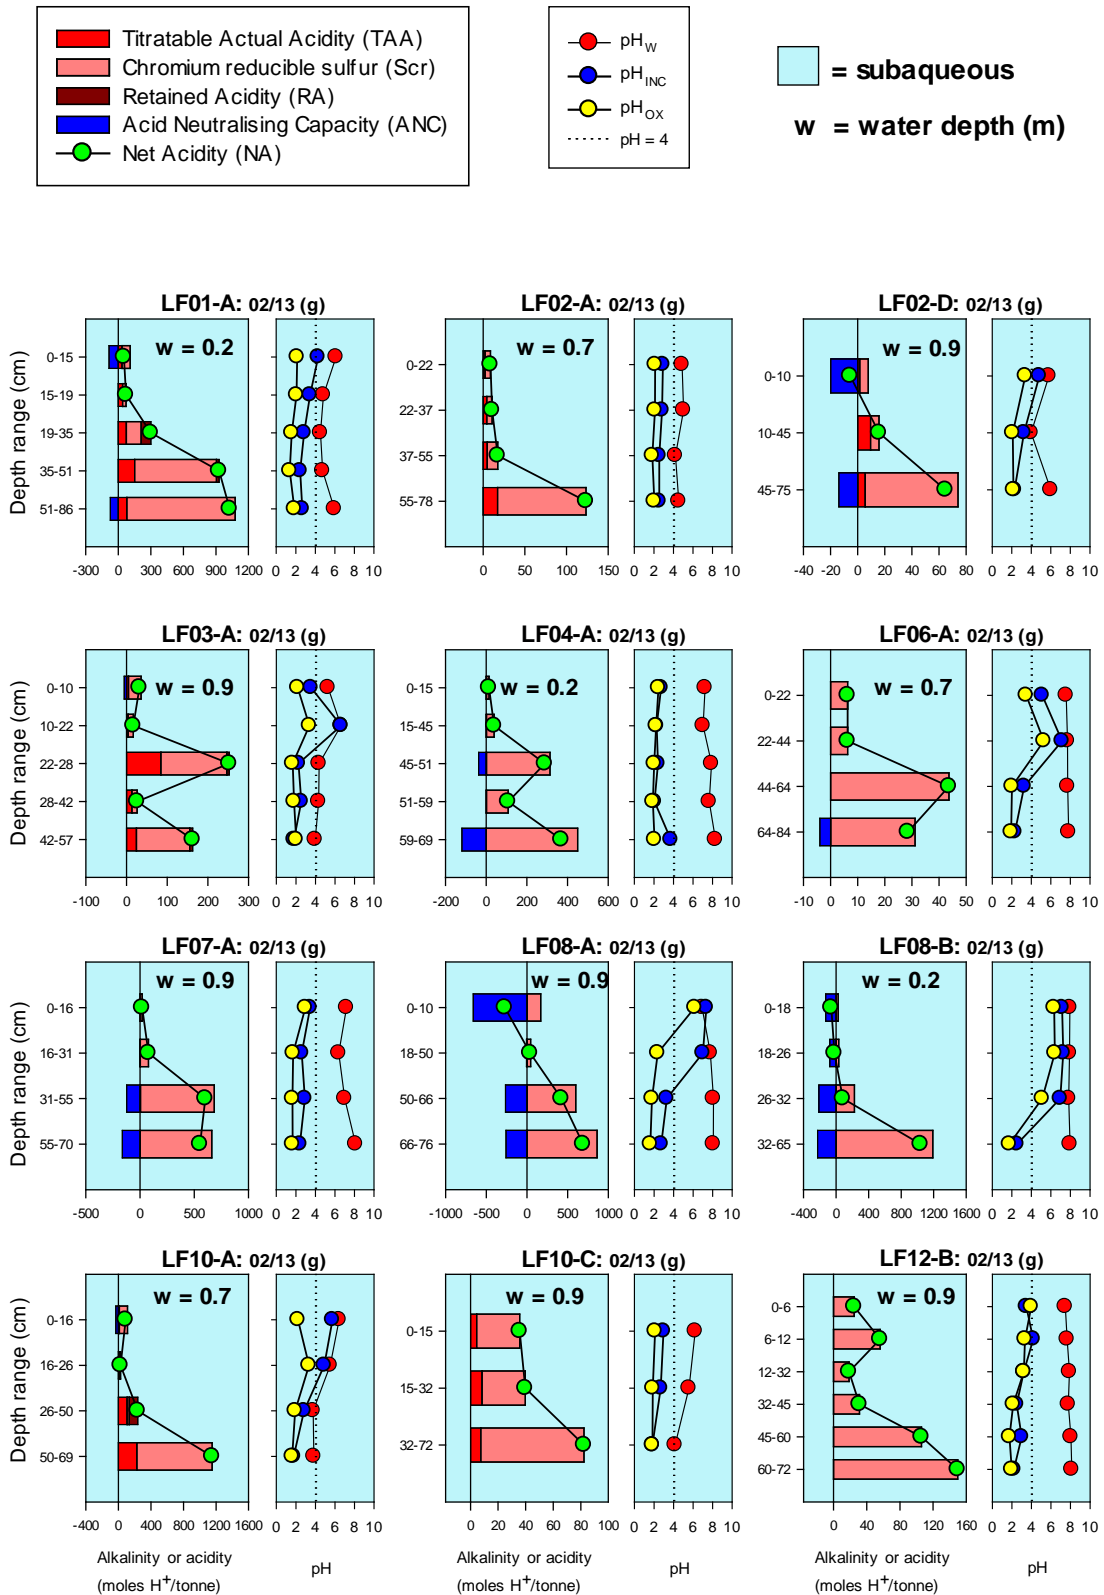 Titratable Actual Acidity (TAA)
Chromium reducible sulfur (Scr)
Retained Acidity (RA)
Acid Neutralising Capacity (ANC)
Net Acidity (NA)
pHW
pHINC
pHOX
pH = 4
= subaqueous
w = water depth (m)
LF01-A: 02/13 (g)
LF02-A: 02/13 (g)
LF02-D: 02/13 (g)
Depth range (cm)
w = 0.2
0-15
15-19
19-35
35-51
51-86
-300 0 300 600 900 1200
0 2 4 6 8 10
w = 0.7
0-22
22-37
37-55
55-78
0 50 100 150
0 2 4 6 8 10
w = 0.9
0-10
10-45
45-75
-40 -20 0 20 40 60 80
0 2 4 6 8 10
LF03-A: 02/13 (g)
LF04-A: 02/13 (g)
LF06-A: 02/13 (g)
Depth range (cm)
w = 0.9
0-10
10-22
22-28
28-42
42-57
-100 0 100 200 300
0 2 4 6 8 10
w = 0.2
0-15
15-45
45-51
51-59
59-69
-200 0 200 400 600
0 2 4 6 8 10
w = 0.7
0-22
22-44
44-64
64-84
-10 0 10 20 30 40 50
0 2 4 6 8 10
LF07-A: 02/13 (g)
LF08-A: 02/13 (g)
LF08-B: 02/13 (g)
Depth range (cm)
w = 0.9
0-16
16-31
31-55
55-70
-500 0 500 1000
0 2 4 6 8 10
w = 0.9
0-10
18-50
50-66
66-76
-1000 -500 0 500 1000
0 2 4 6 8 10
w = 0.2
0-18
18-26
26-32
32-65
-400 0 400 800 1200 1600
0 2 4 6 8 10
LF10-A: 02/13 (g)
LF10-C: 02/13 (g)
LF12-B: 02/13 (g)
Depth range (cm)
w = 0.7
0-16
16-26
26-50
50-69
-400 0 400 800 1200 1600
0 2 4 6 8 10
w = 0.9
0-15
15-32
32-72
0 20 40 60 80 100
0 2 4 6 8 10
w = 0.9
0-6
6-12
12-32
32-45
45-60
60-72
-40 0 40 80 120 160
0 2 4 6 8 10
Alkalinity or acidity
(moles H+/tonne)
pH
Alkalinity or acidity
(moles H+/tonne)
pH
Alkalinity or acidity
(moles H+/tonne)
pH